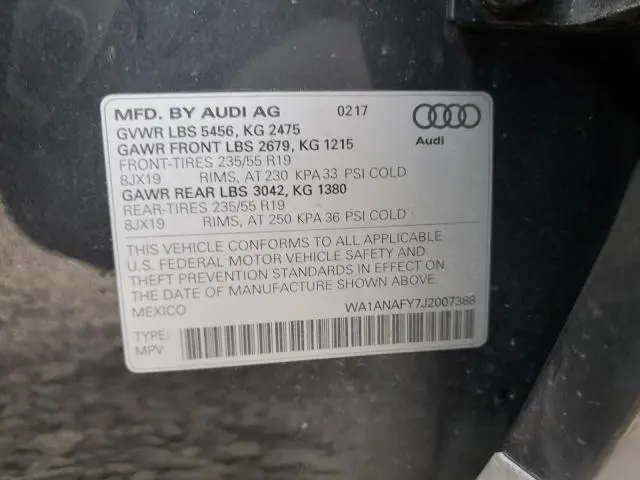 MFD. BY AUDI AG 0217
GVWR LBS 5456, KG 2475
GAWR FRONT LBS 2679, KG 1215
FRONT-TIRES 235/55 R19
8JX19 RIMS, AT 230 KPA 33 PSI COLD
GAWR REAR LBS 3042, KG 1380
REAR-TIRES 235/55 R19
8JX19 RIMS, AT 250 KPA 36 PSI COLD
Audi
THIS VEHICLE CONFORMS TO ALL APPLICABLE
U.S. FEDERAL MOTOR VEHICLE SAFETY AND
THEFT PREVENTION STANDARDS IN EFFECT ON
THE DATE OF MANUFACTURE SHOWN ABOVE.
MEXICO WA1ANAFY7J2007388
TYPE:
MPV